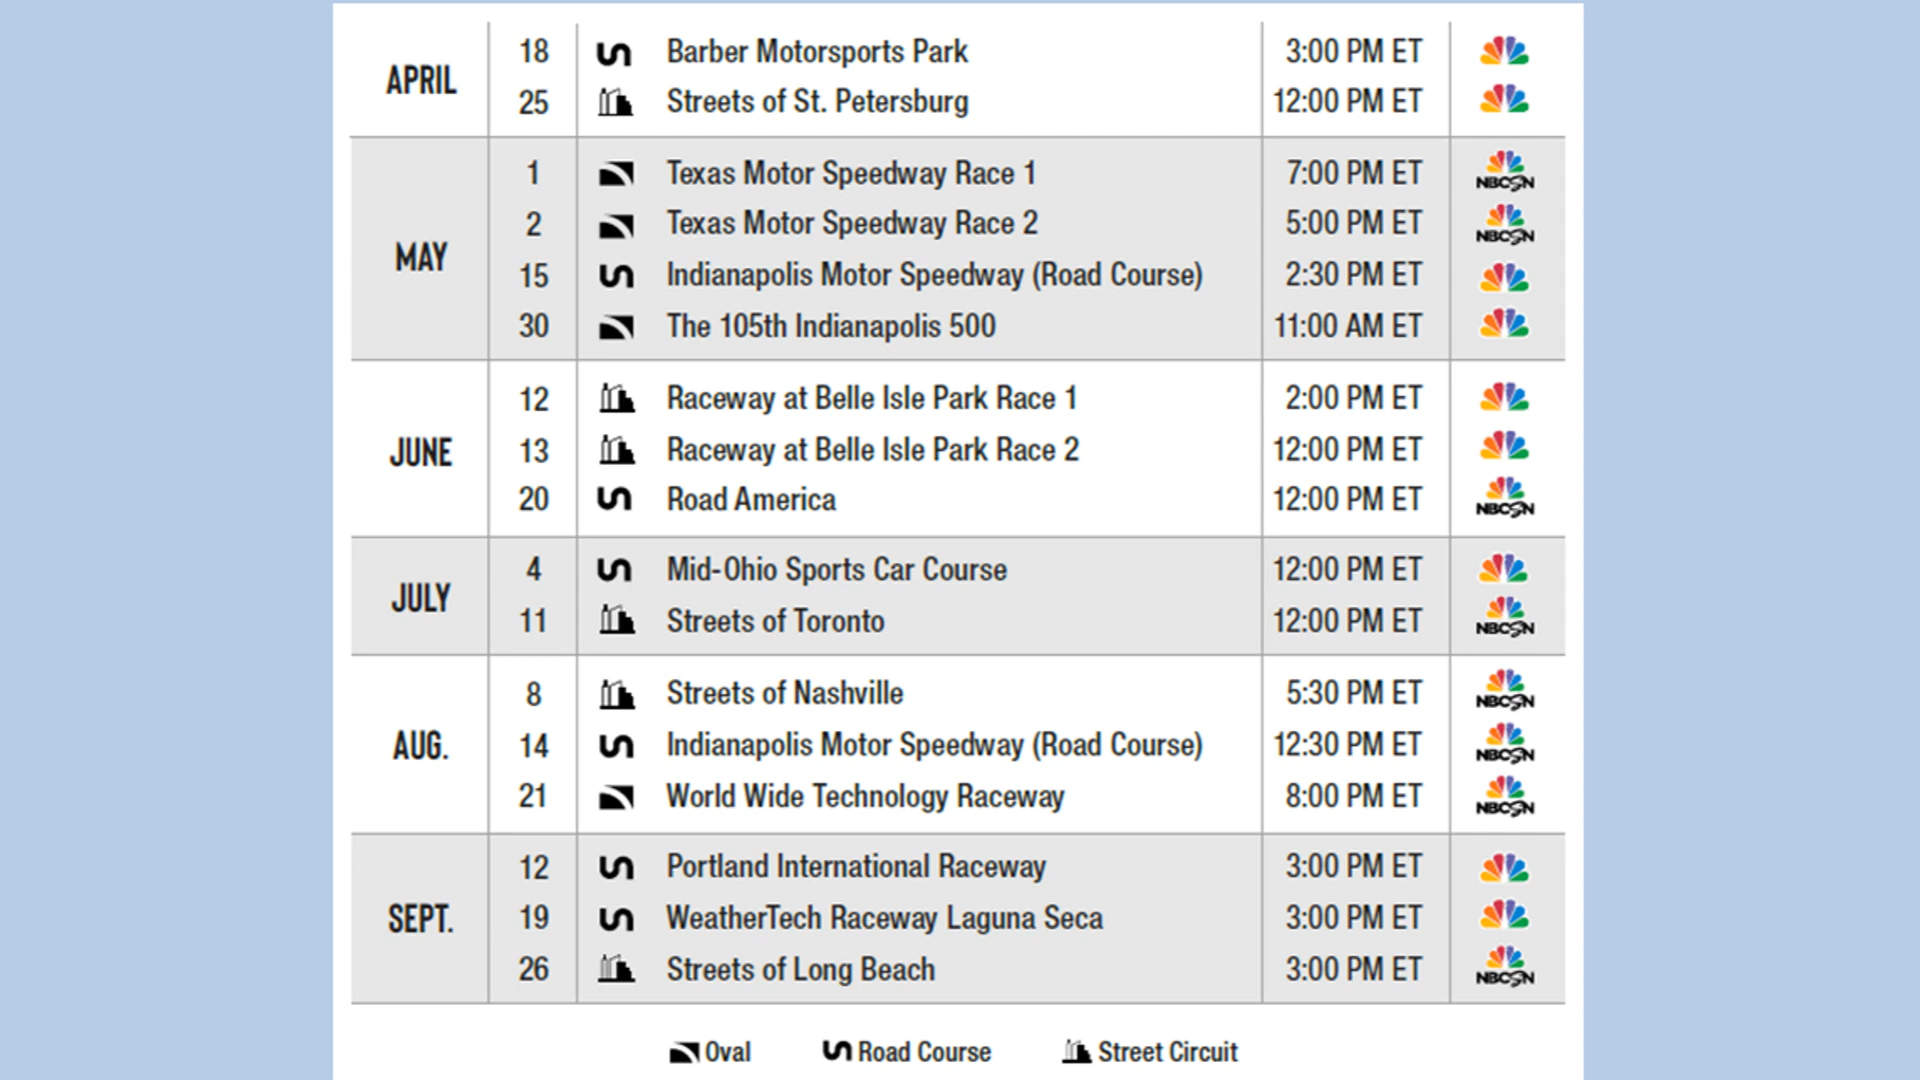 APRIL
18 Barber Motorsports Park 3:00 PM ET
25 Streets of St. Petersburg 12:00 PM ET
MAY
1 Texas Motor Speedway Race 1 7:00 PM ET NBCSN
2 Texas Motor Speedway Race 2 5:00 PM ET NBCSN
15 Indianapolis Motor Speedway (Road Course) 2:30 PM ET
30 The 105th Indianapolis 500 11:00 AM ET
JUNE
12 Raceway at Belle Isle Park Race 1 2:00 PM ET
13 Raceway at Belle Isle Park Race 2 12:00 PM ET
20 Road America 12:00 PM ET NBCSN
JULY
4 Mid-Ohio Sports Car Course 12:00 PM ET
11 Streets of Toronto 12:00 PM ET NBCSN
AUG.
8 Streets of Nashville 5:30 PM ET NBCSN
14 Indianapolis Motor Speedway (Road Course) 12:30 PM ET NBCSN
21 World Wide Technology Raceway 8:00 PM ET NBCSN
SEPT.
12 Portland International Raceway 3:00 PM ET
19 WeatherTech Raceway Laguna Seca 3:00 PM ET
26 Streets of Long Beach 3:00 PM ET NBCSN
Oval Road Course Street Circuit